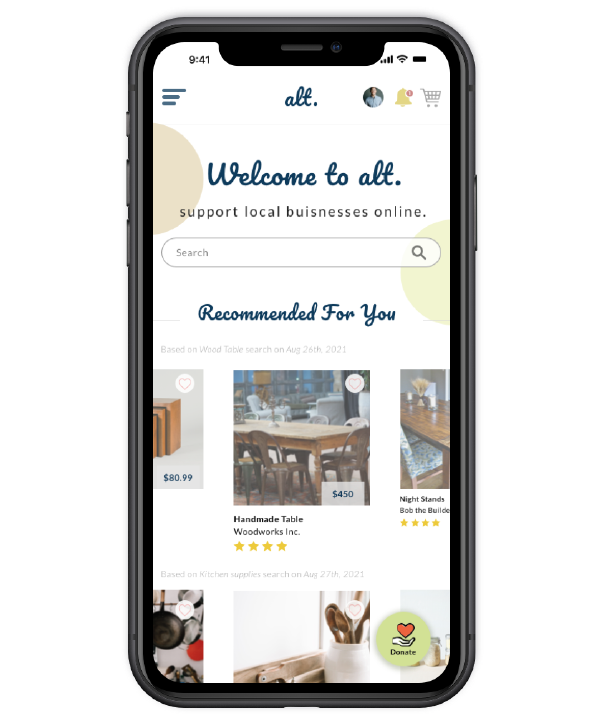 9:41
alt.
Welcome to alt.
support local buisnesses online.
Search
Recommended For You
Based on Wood Table search on Aug 26th, 2021
$80.99
$450
Handmade Table
Woodworks Inc.
Night Stands
Bob the Builde
Based on Kitchen supplies search on Aug 27th, 2021
Donate